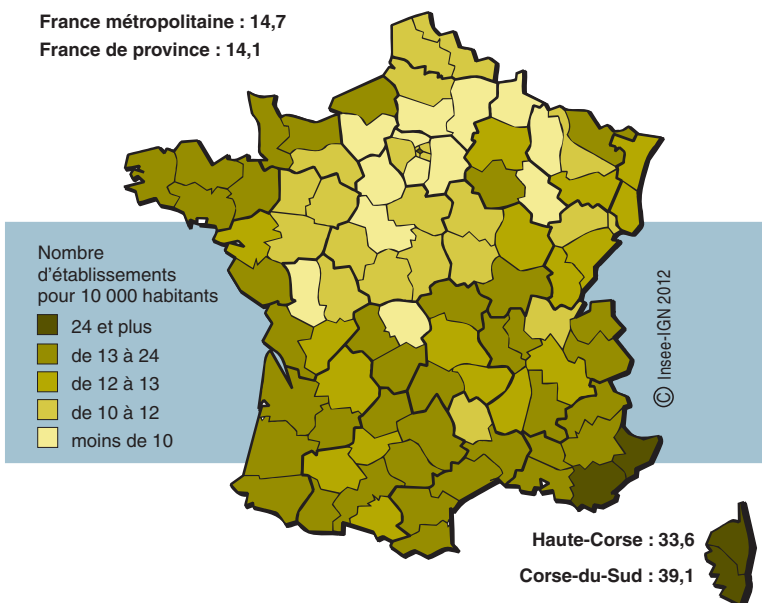 France métropolitaine : 14,7
France de province : 14,1
Nombre
d'établissements
pour 10 000 habitants
24 et plus
de 13 à 24
de 12 à 13
de 10 à 12
moins de 10
© Insee-IGN 2012
Haute-Corse : 33,6
Corse-du-Sud : 39,1